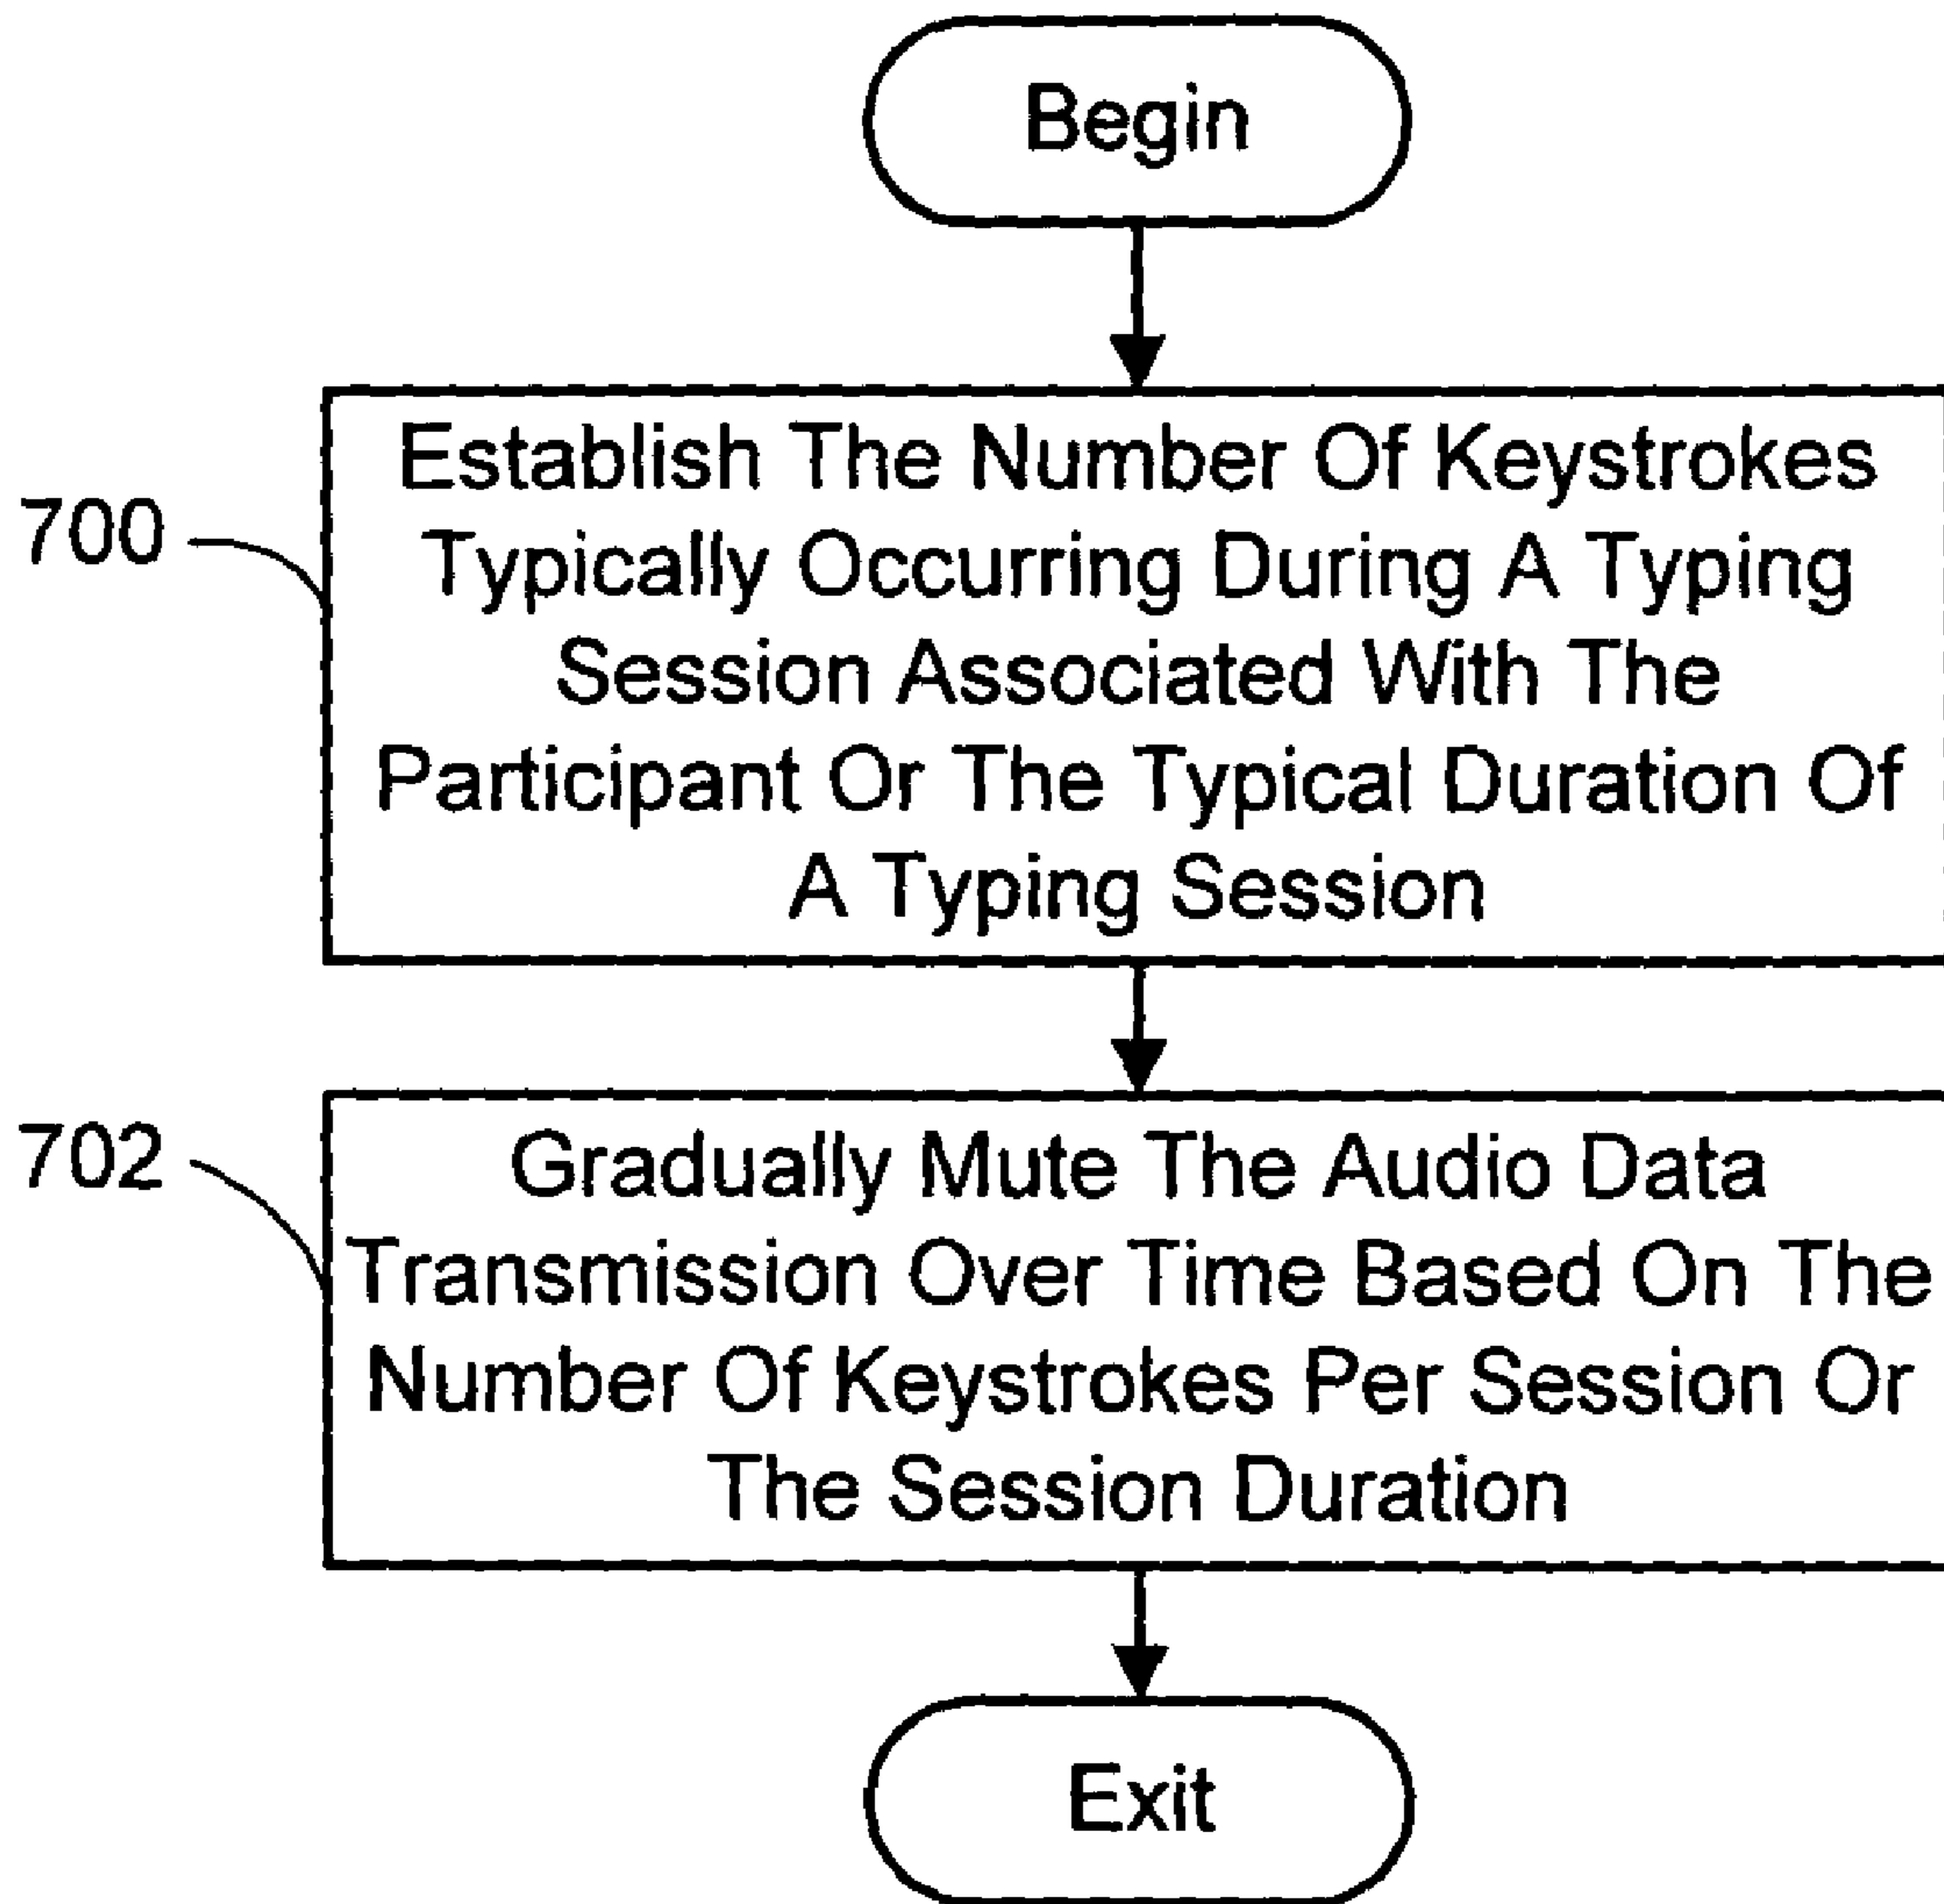 Begin
700
Establish The Number Of Keystrokes
Typically Occurring During A Typing
Session Associated With The
Participant Or The Typical Duration Of
A Typing Session
702
Gradually Mute The Audio Data
Transmission Over Time Based On The
Number Of Keystrokes Per Session Or
The Session Duration
Exit